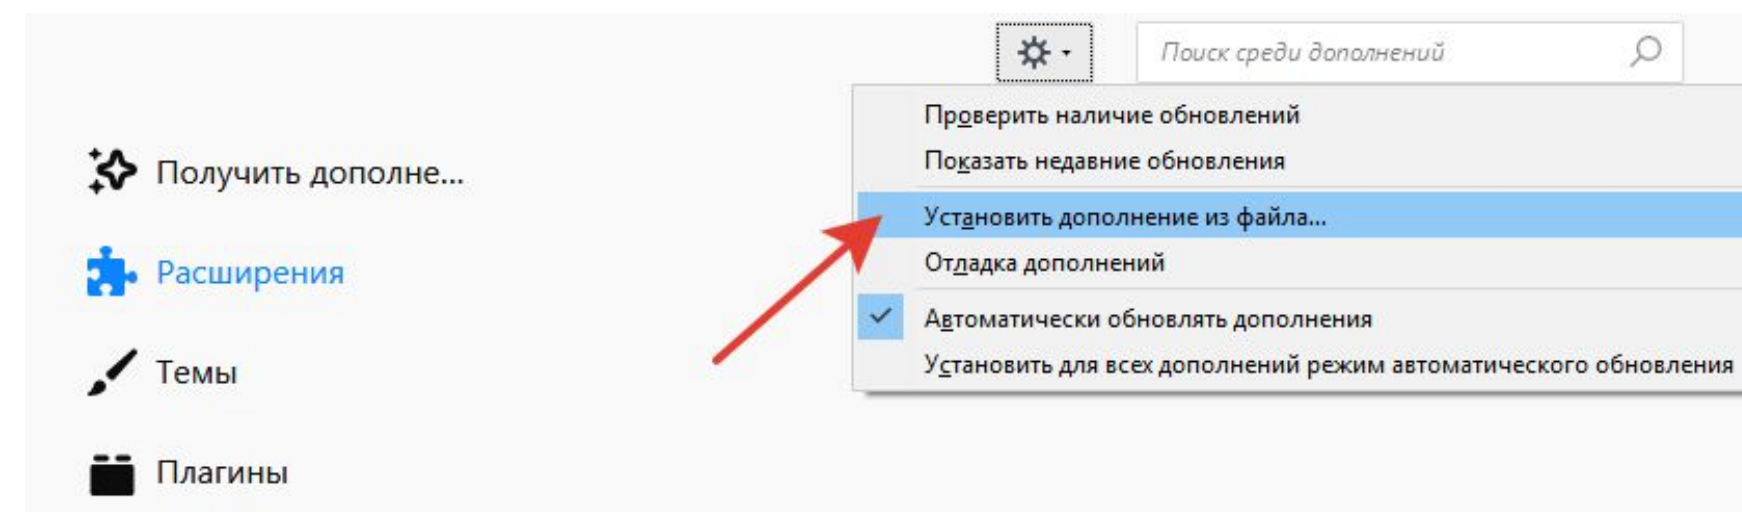 Поиск среди дополнений
Проверить наличие обновлений
Показать недавние обновления
Установить дополнение из файла...
Отладка дополнений
Автоматически обновлять дополнения
Установить для всех дополнений режим автоматического обновления
Получить дополне...
Расширения
Темы
Плагины